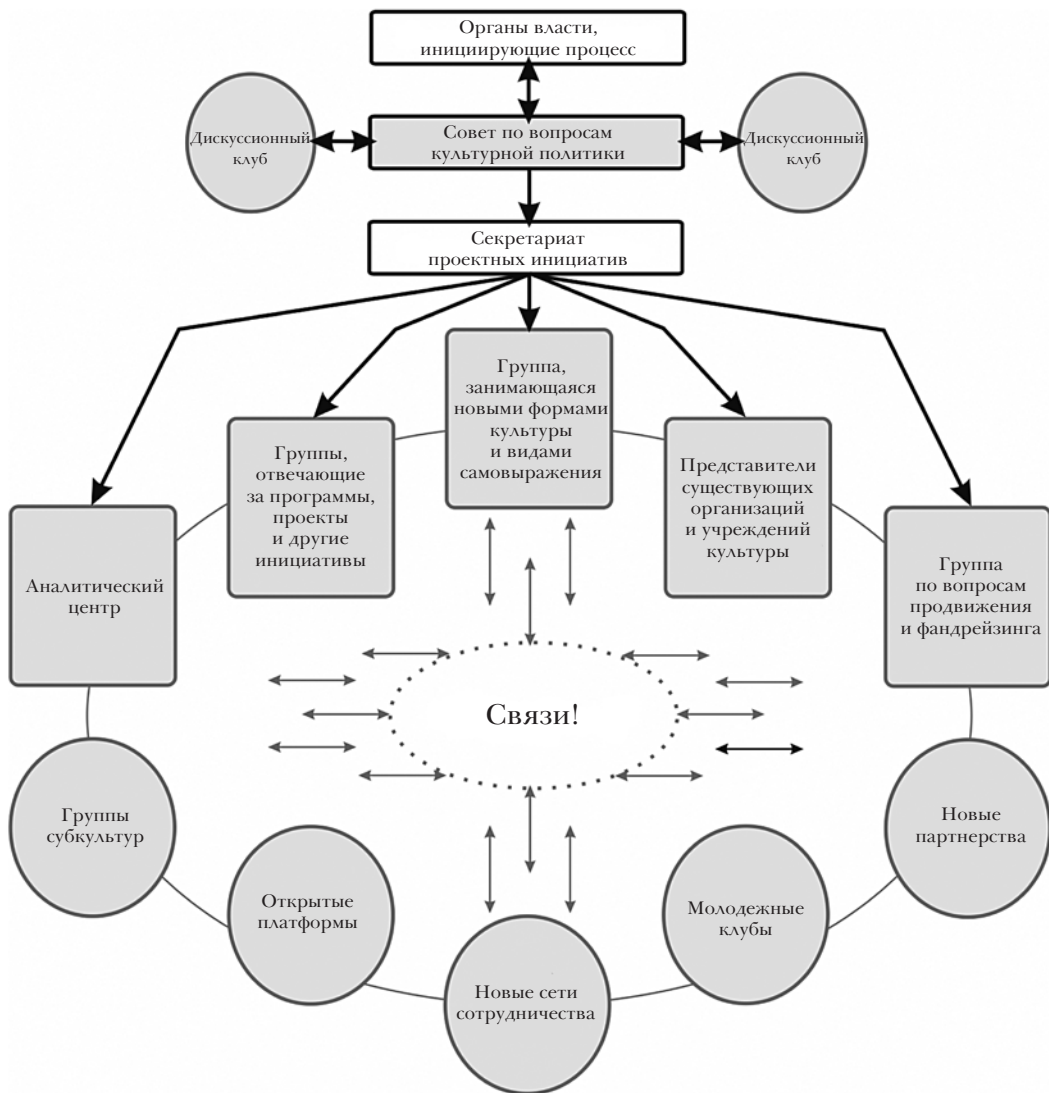 Органы власти,
инициирующие процесс
Дискуссионный
клуб
Совет по вопросам
культурной политики
Дискуссионный
клуб
Секретариат
проектных инициатив
Группа,
занимающаяся
новыми формами
культуры
и видами
самовыражения
Группы,
отвечающие
за программы,
проекты
и другие
инициативы
Представители
существующих
организаций
и учреждений
культуры
Аналитический
центр
Группа
по вопросам
продвижения
и фандрейзинга
Связи!
Группы
субкультур
Новые
партнерства
Открытые
платформы
Молодежные
клубы
Новые сети
сотрудничества